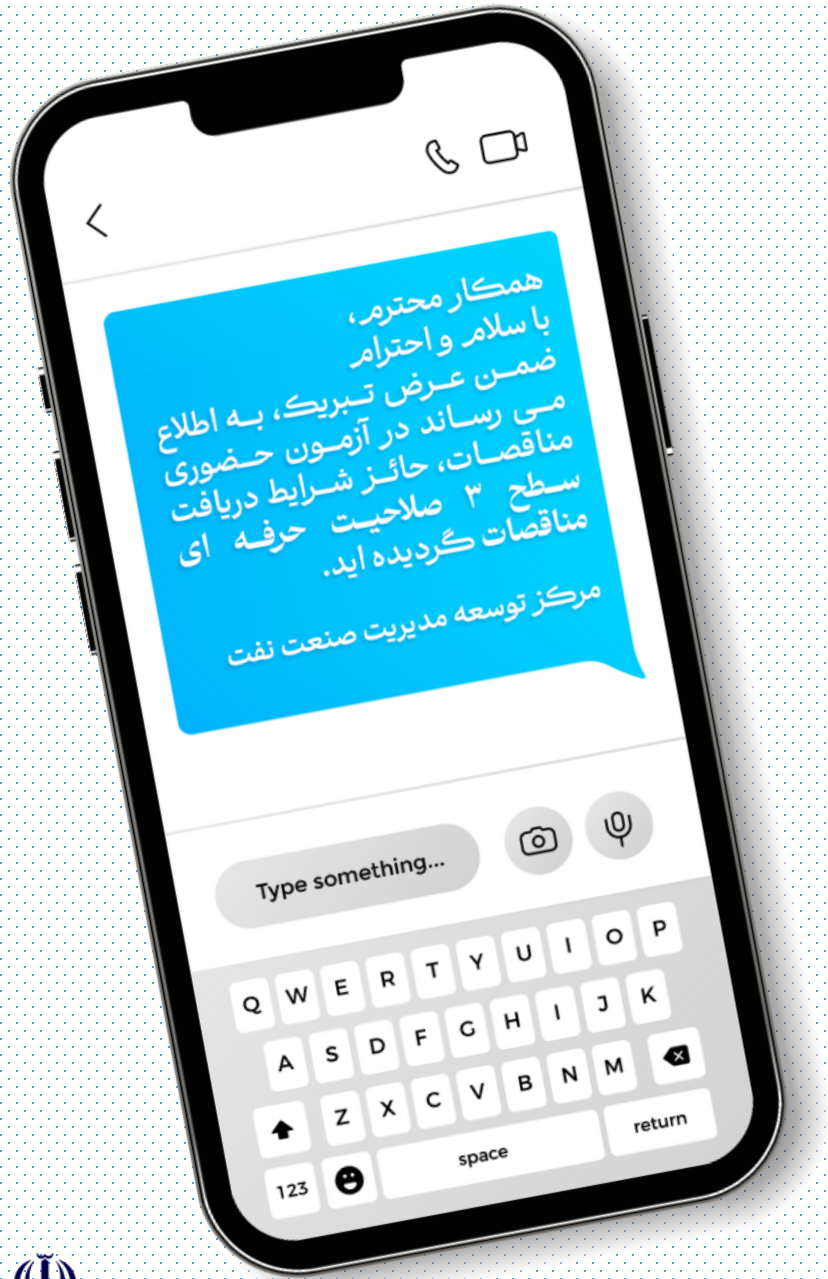 همکار محترم،
با سلام و احترام
ضمن عرض تبریک، به اطلاع
می رساند در آزمون حضوری
مناقصات، حائز شرایط دریافت
سطح ۳ صلاحیت حرفه ای
مناقصات گردیده اید.
مرکز توسعه مدیریت صنعت نفت
Type something...
Q W E R T Y U I O P
A S D F G H I J K
Z X C V B N M
123 space return